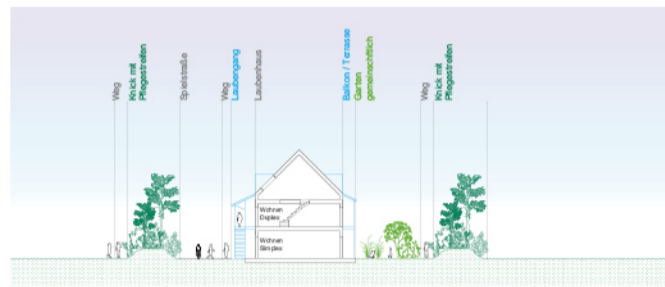 Weg
Knick mit
Pflegestreifen
Spielstraße
Weg
Laubengang
Laubenhaus
Balkon / Terrasse
Garten
gemeinschaftlich
Weg
Knick mit
Pflegestreifen
Wohnen
Duplex
Wohnen
Simplex